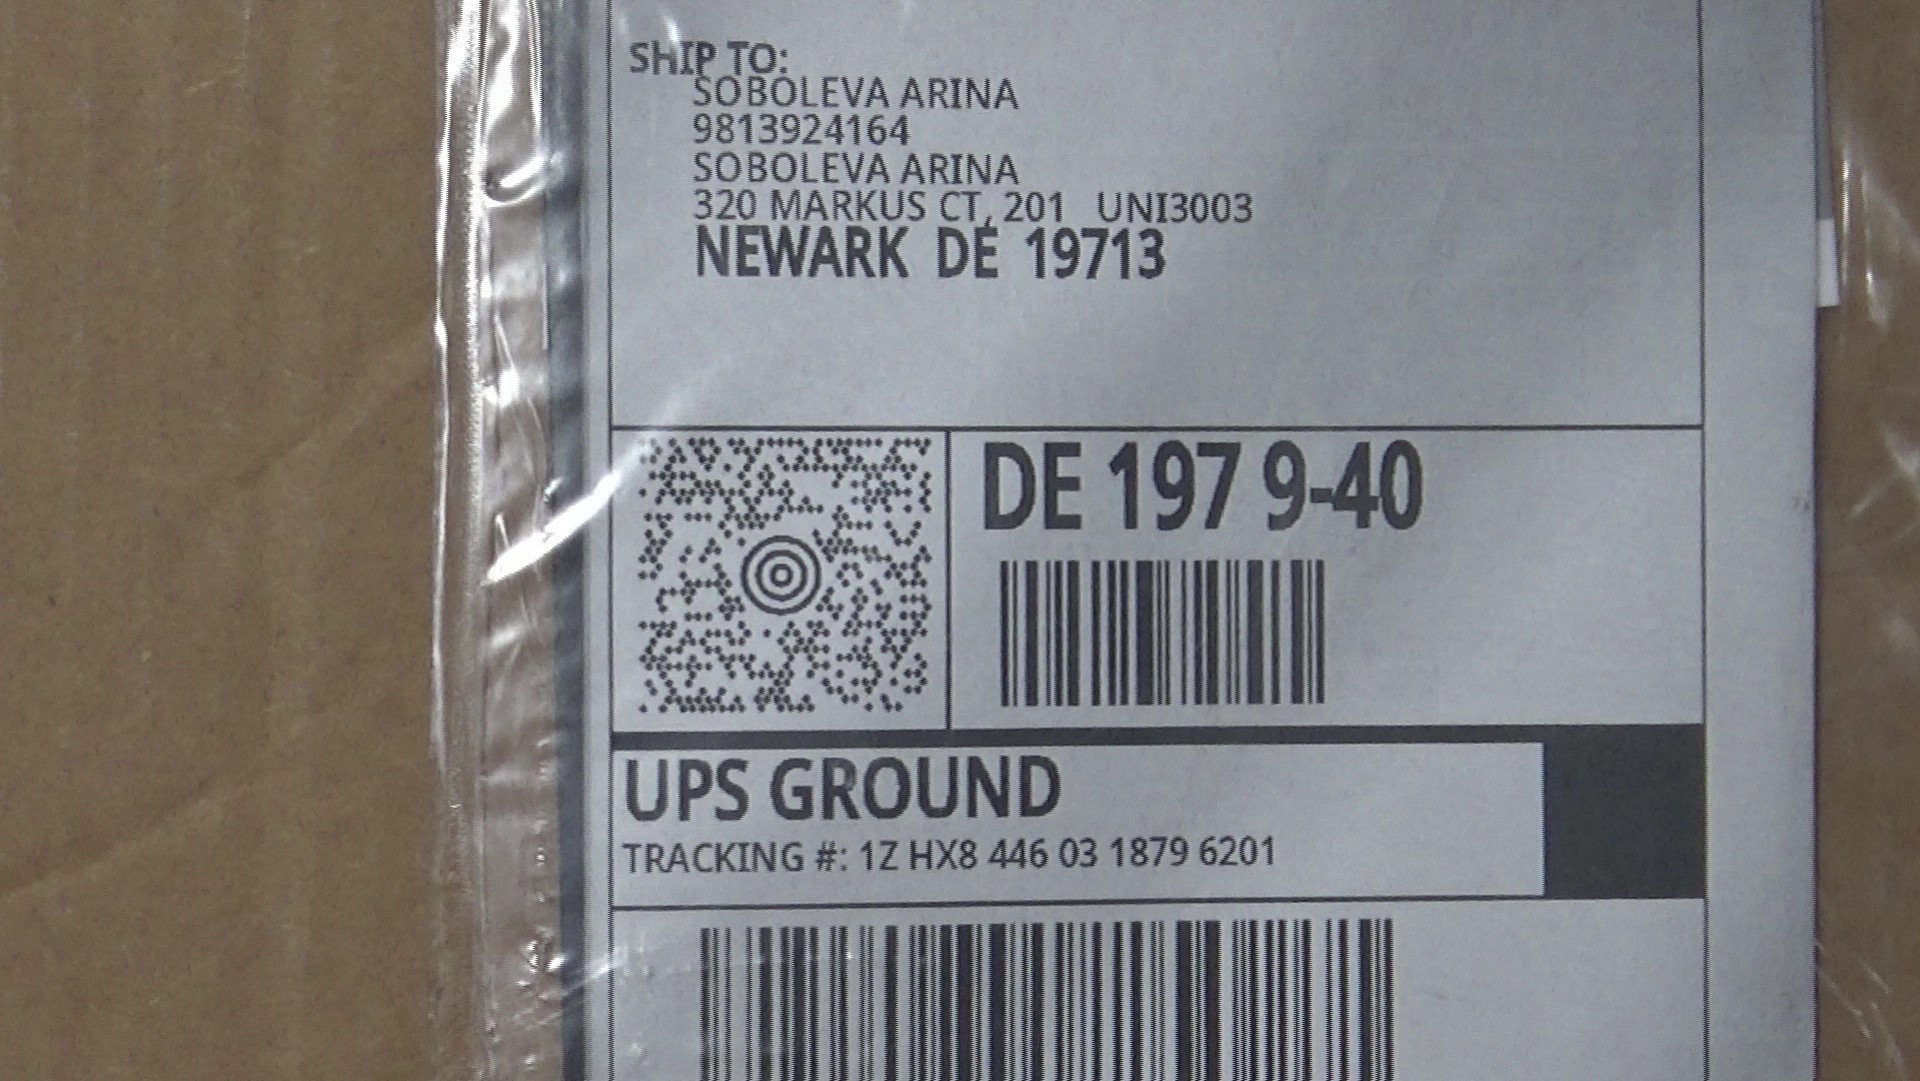 SHIP TO:
SOBOLEVA ARINA
9813924164
SOBOLEVA ARINA
320 MARKUS CT, 201 UNI3003
NEWARK DE 19713
DE 197 9-40
UPS GROUND
TRACKING #: 1Z HX8 446 03 1879 6201